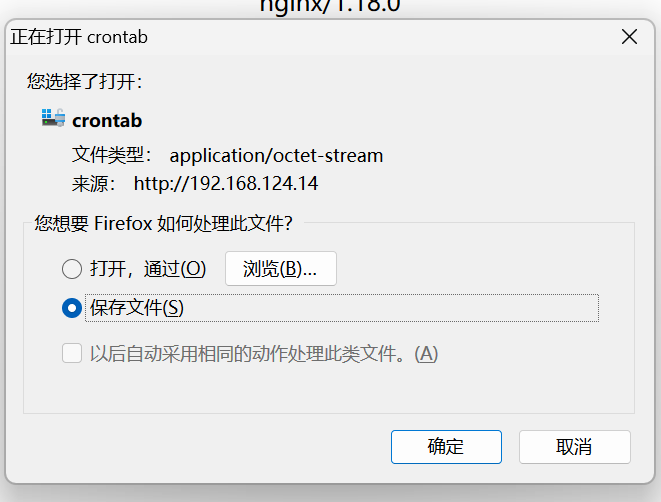 nginx/1.18.0
正在打开 crontab
您选择了打开：
crontab
文件类型： application/octet-stream
来源： http://192.168.124.14
您想要 Firefox 如何处理此文件？
打开，通过(O) 浏览(B)...
保存文件(S)
以后自动采用相同的动作处理此类文件。(A)
确定 取消